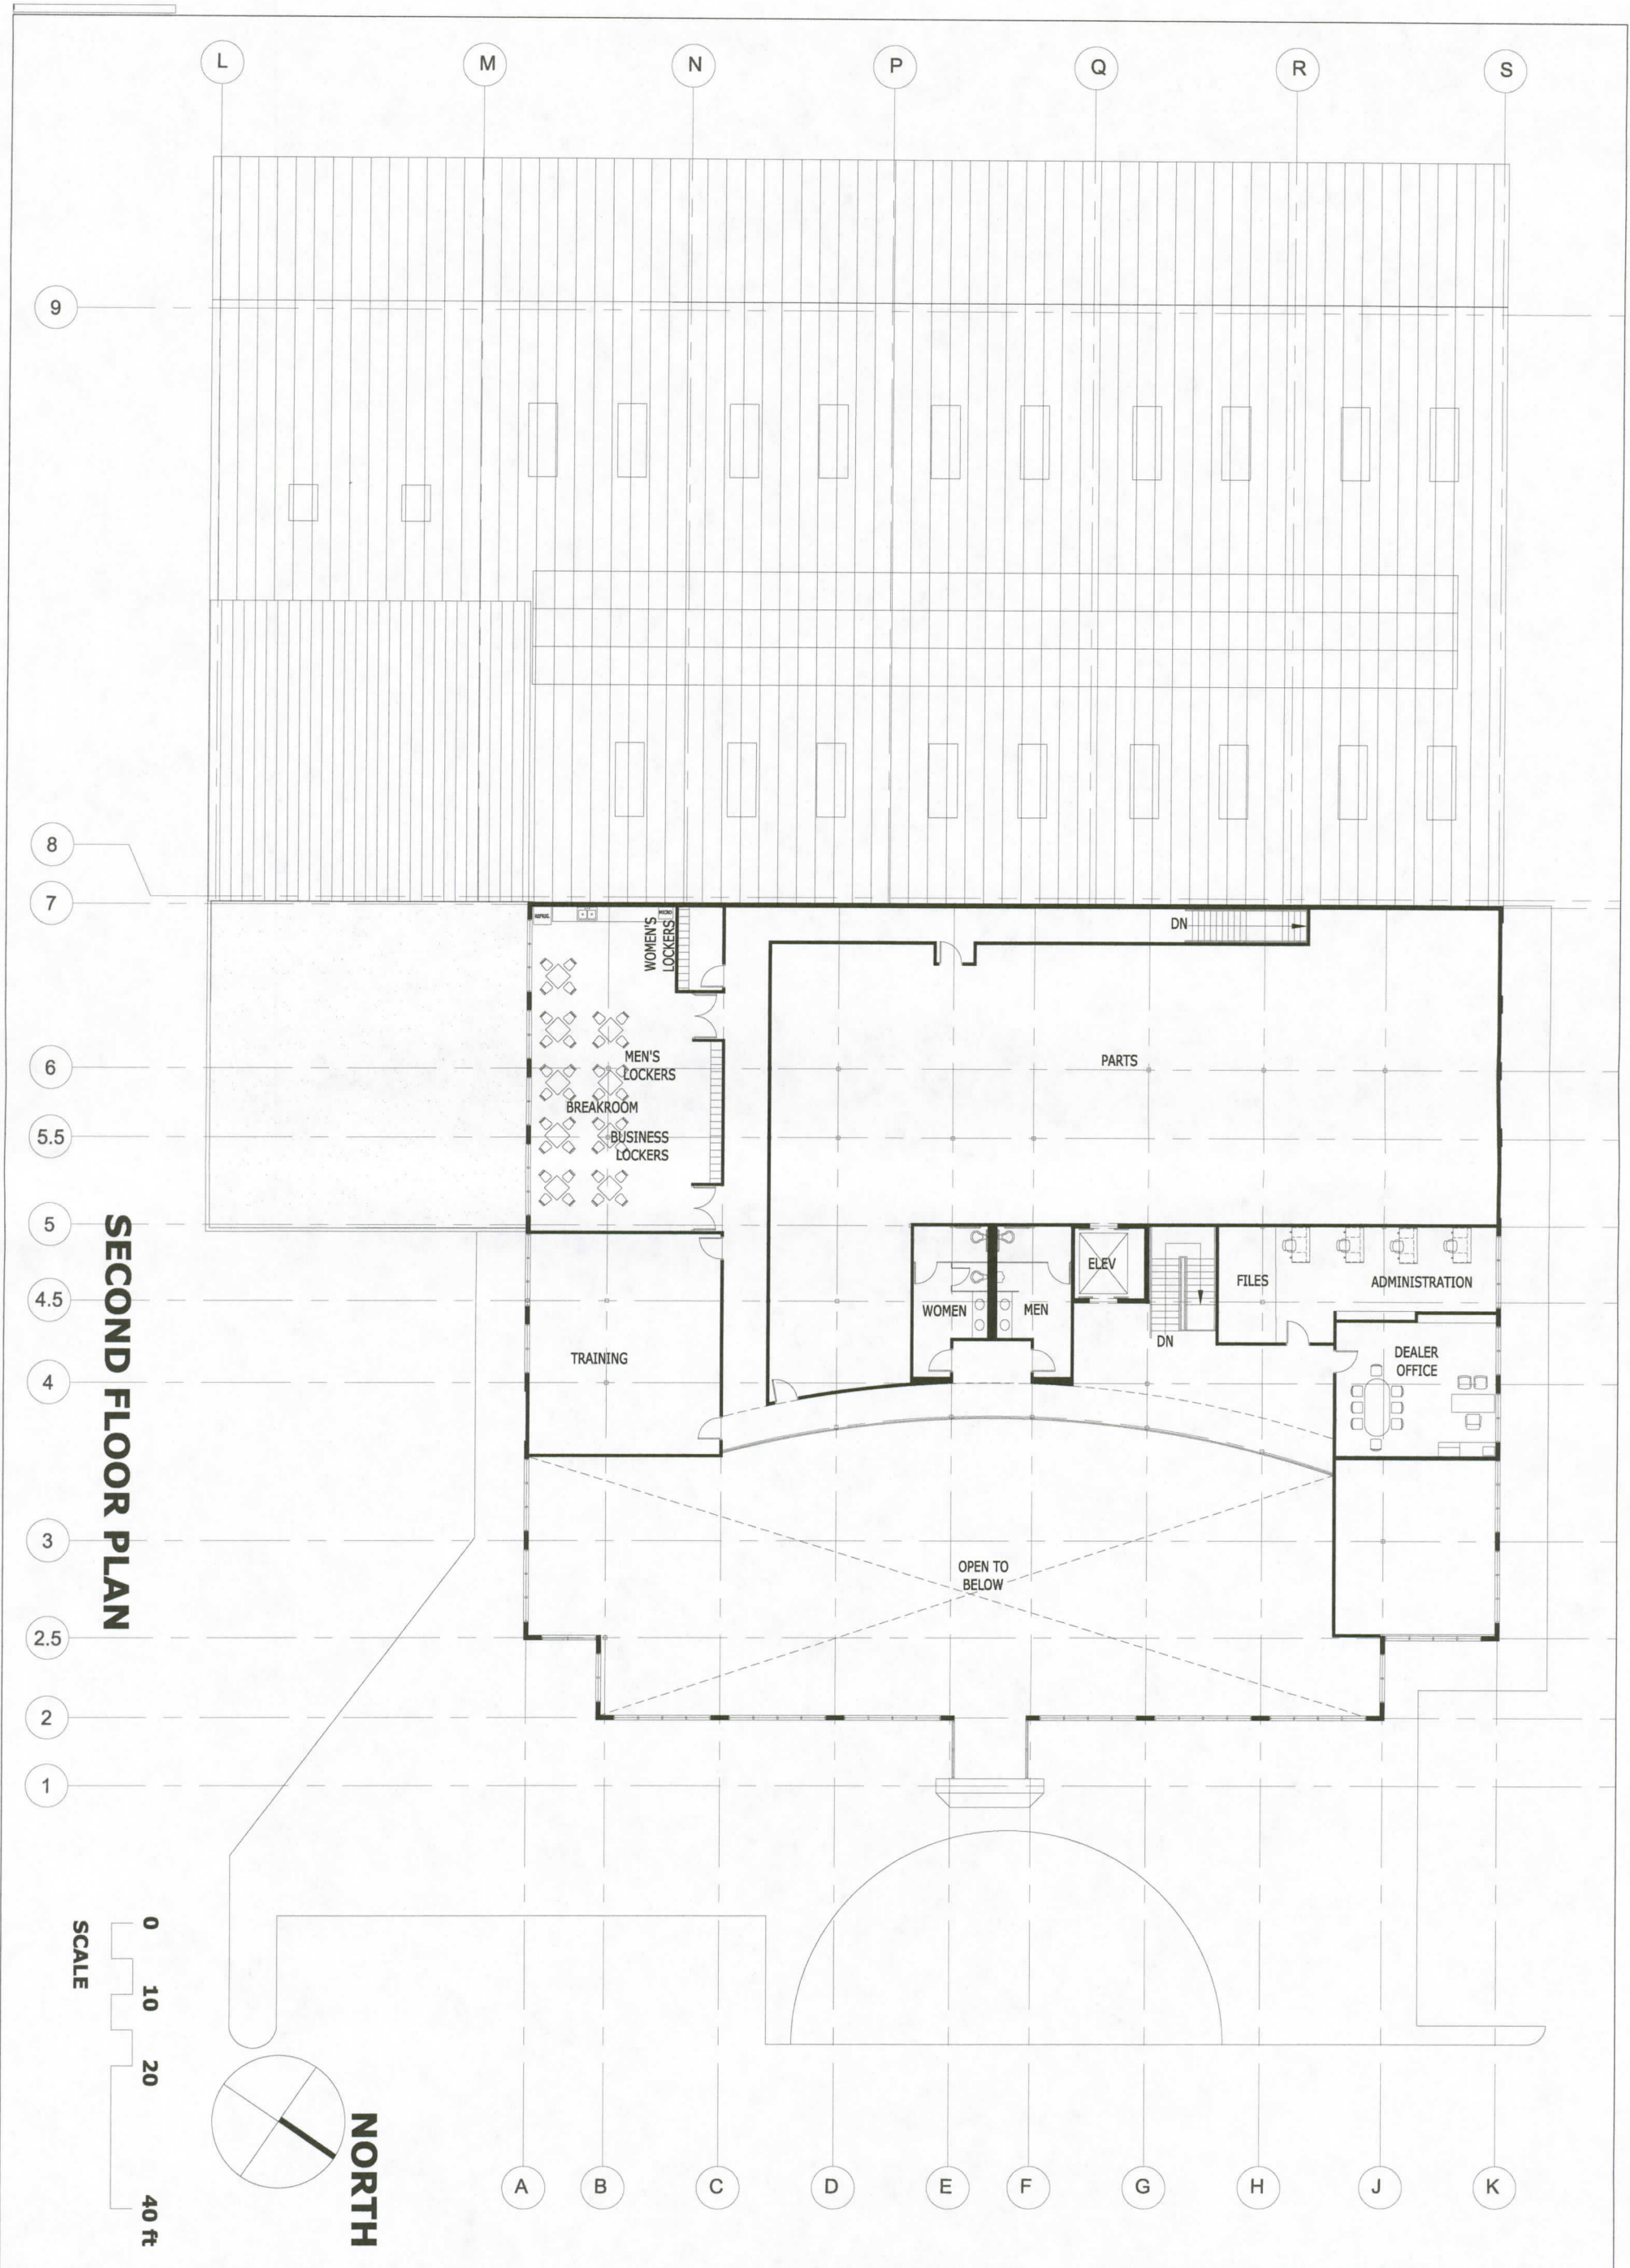 L
M
N
P
Q
R
S
9
8
7
DN
REFRIG.
MICRO
WOMEN'S
LOCKERS
6
PARTS
MEN'S
LOCKERS
BREAKROOM
5.5
BUSINESS
LOCKERS
5
ELEV
FILES
ADMINISTRATION
4.5
WOMEN
MEN
DN
TRAINING
DEALER
OFFICE
4
3
OPEN TO
BELOW
2.5
2
1
SECOND FLOOR PLAN
SCALE
0
10
20
40 ft
NORTH
A
B
C
D
E
F
G
H
J
K